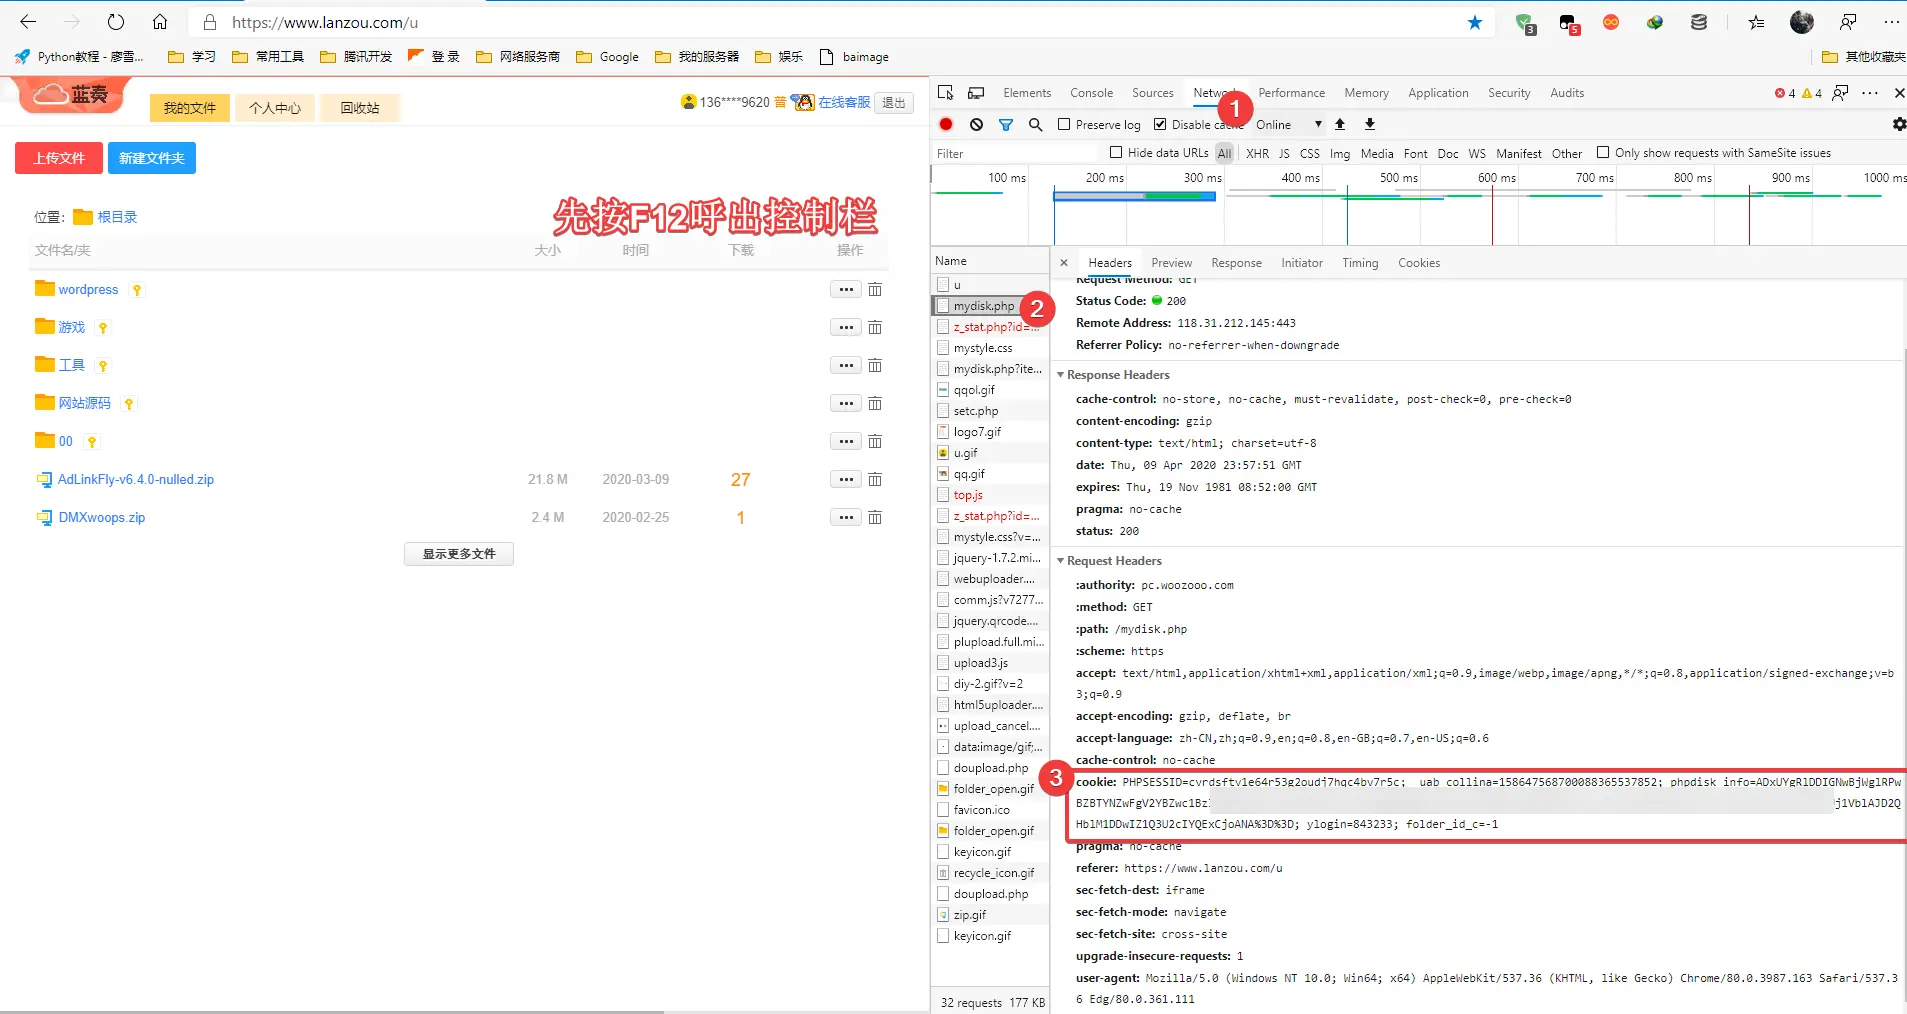 https://www.lanzou.com/u
3
5
Python教程 - 廖雪...
学习
常用工具
腾讯开发
登 录
网络服务商
Google
我的服务器
娱乐
baimage
其他收藏夹
蓝奏
我的文件
个人中心
回收站
136****9620
普
在线客服
退出
上传文件
新建文件夹
先按F12呼出控制栏
位置:
根目录
文件名/夹
大小
时间
下载
操作
wordpress
游戏
工具
网站源码
00
AdLinkFly-v6.4.0-nulled.zip
21.8 M
2020-03-09
27
DMXwoops.zip
2.4 M
2020-02-25
1
显示更多文件
Elements
Console
Sources
Network
1
Performance
Memory
Application
Security
Audits
4
4
Preserve log
Disable cache
Online
Filter
Hide data URLs
All
XHR
JS
CSS
Img
Media
Font
Doc
WS
Manifest
Other
Only show requests with SameSite issues
100 ms
200 ms
300 ms
400 ms
500 ms
600 ms
700 ms
800 ms
900 ms
1000 ms
Name
u
mydisk.php
2
z_stat.php?id=...
mystyle.css
mydisk.php?ite...
qqol.gif
setc.php
logo7.gif
u.gif
qq.gif
top.js
z_stat.php?id=...
mystyle.css?v=...
jquery-1.7.2.mi...
webuploader....
comm.js?v7277...
jquery.qrcode....
plupload.full.mi...
upload3.js
diy-2.gif?v=2
html5uploader....
upload_cancel....
data:image/gif;...
doupload.php
folder_open.gif
favicon.ico
folder_open.gif
keyicon.gif
recycle_icon.gif
doupload.php
zip.gif
keyicon.gif
32 requests
177 KB
Headers
Preview
Response
Initiator
Timing
Cookies
Request Method: GET
Status Code: 200
Remote Address: 118.31.212.145:443
Referrer Policy: no-referrer-when-downgrade
Response Headers
cache-control: no-store, no-cache, must-revalidate, post-check=0, pre-check=0
content-encoding: gzip
content-type: text/html; charset=utf-8
date: Thu, 09 Apr 2020 23:57:51 GMT
expires: Thu, 19 Nov 1981 08:52:00 GMT
pragma: no-cache
status: 200
Request Headers
:authority: pc.woozooo.com
:method: GET
:path: /mydisk.php
:scheme: https
accept: text/html,application/xhtml+xml,application/xml;q=0.9,image/webp,image/apng,*/*;q=0.8,application/signed-exchange;v=b
3;q=0.9
accept-encoding: gzip, deflate, br
accept-language: zh-CN,zh;q=0.9,en;q=0.8,en-GB;q=0.7,en-US;q=0.6
cache-control: no-cache
3
cookie: PHPSESSID=cvrdsftv1e64r53g2oudj7hqc4bv7r5c; __uab_collina=158647568700088365537852; phpdisk_info=ADxUYgRlDDIGNwBjWglRPw
BZBTYNZwFgV2YBZwc1Bz
j1VblAJD2Q
HblM1DDwIZ1Q3U2cIYQExCjoANA%3D%3D; ylogin=843233; folder_id_c=-1
pragma: no-cache
referer: https://www.lanzou.com/u
sec-fetch-dest: iframe
sec-fetch-mode: navigate
sec-fetch-site: cross-site
upgrade-insecure-requests: 1
user-agent: Mozilla/5.0 (Windows NT 10.0; Win64; x64) AppleWebKit/537.36 (KHTML, like Gecko) Chrome/80.0.3987.163 Safari/537.3
6 Edg/80.0.361.111